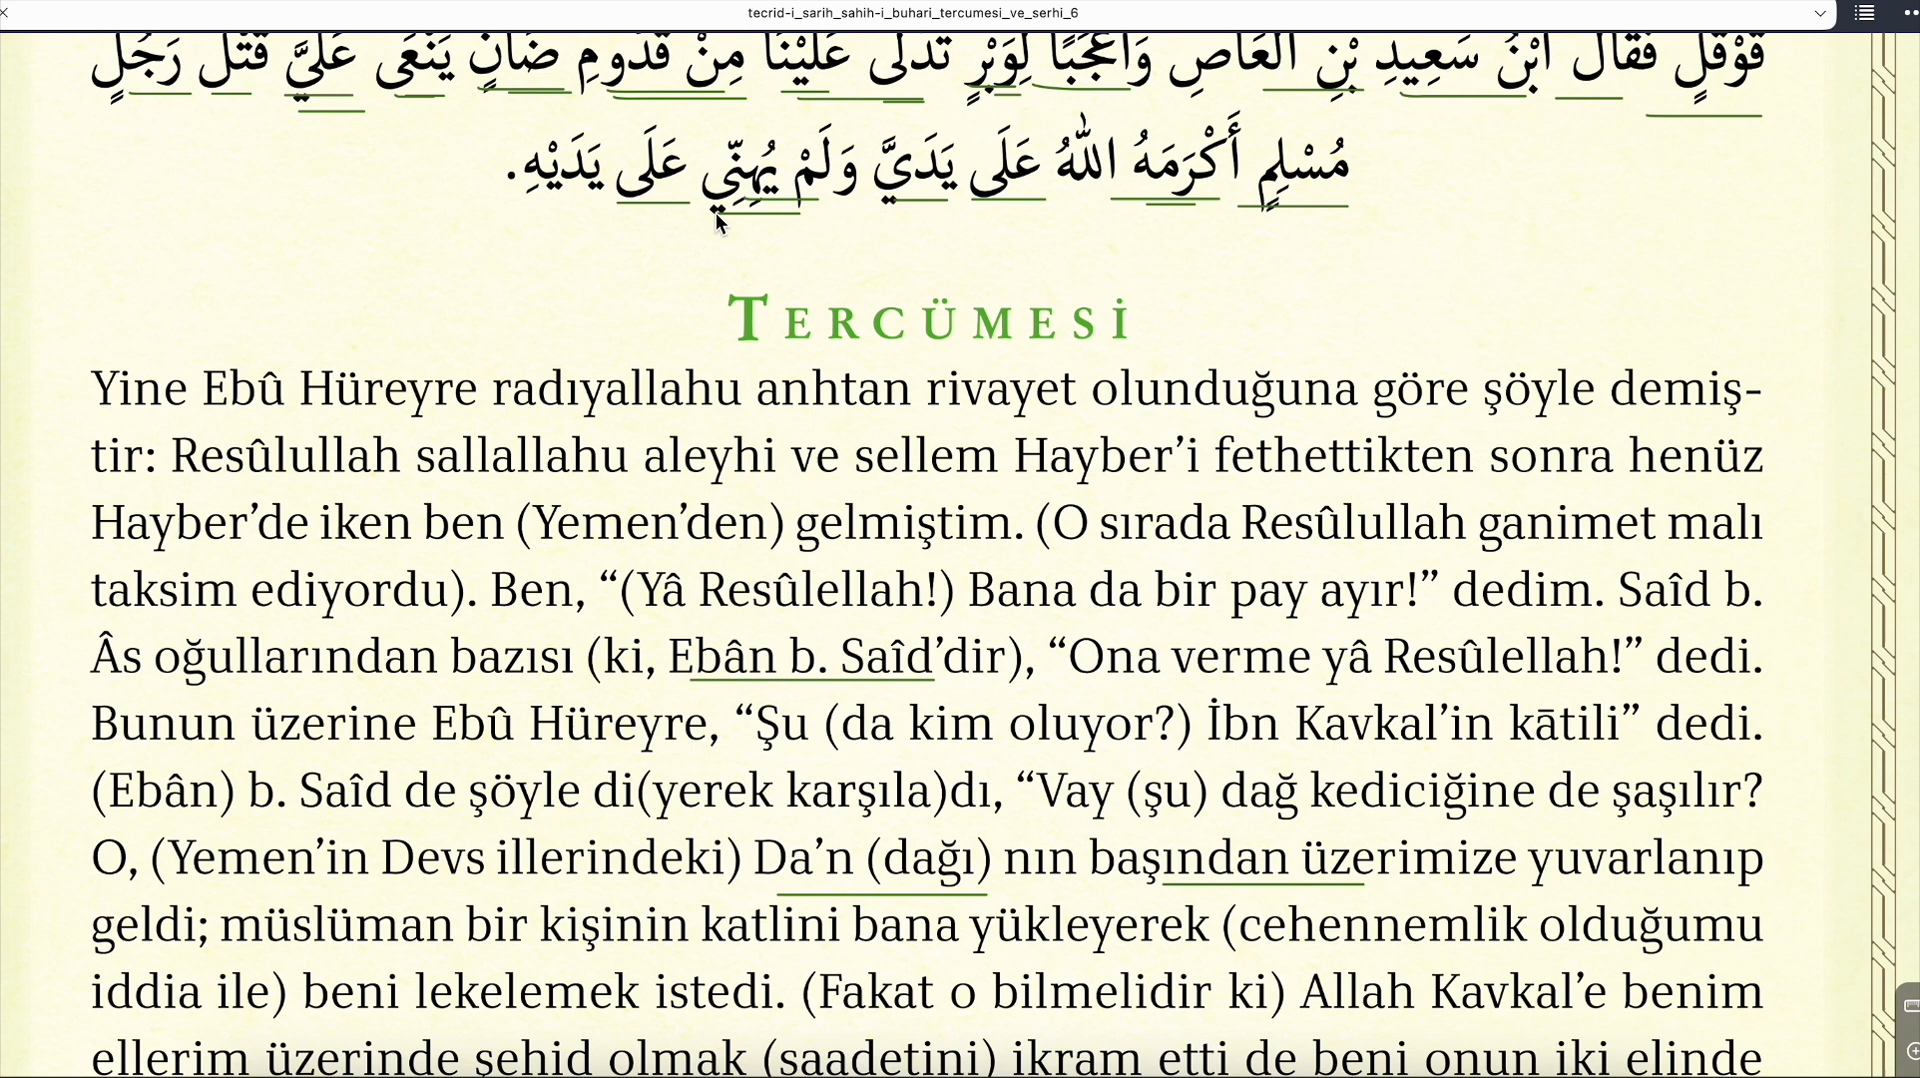 tecrid-i_sarih_sahih-i_buhari_tercumesi_ve_serhi_6
قَوْقَلٍ فَقَالَ ابْنُ سَعِيدِ بْنِ الْعَاصِ وَاعَجَبًا لِوَبْرٍ تَدَلَّى عَلَيْنَا مِنْ قَدُومِ ضَانٍ يَنْعَى عَلَيَّ قَتْلَ رَجُلٍ
مُسْلِمٍ أَكْرَمَهُ اللهُ عَلَى يَدَيَّ وَلَمْ يُهِنِّي عَلَى يَدَيْهِ.
TERCÜMESİ
Yine Ebû Hüreyre radıyallahu anhtan rivayet olunduğuna göre şöyle demiş-
tir: Resûlullah sallallahu aleyhi ve sellem Hayber’i fethettikten sonra henüz
Hayber’de iken ben (Yemen’den) gelmiştim. (O sırada Resûlullah ganimet malı
taksim ediyordu). Ben, “(Yâ Resûlellah!) Bana da bir pay ayır!” dedim. Saîd b.
Âs oğullarından bazısı (ki, Ebân b. Saîd’dir), “Ona verme yâ Resûlellah!” dedi.
Bunun üzerine Ebû Hüreyre, “Şu (da kim oluyor?) İbn Kavkal’in kātili” dedi.
(Ebân) b. Saîd de şöyle di(yerek karşıla)dı, “Vay (şu) dağ kediciğine de şaşılır?
O, (Yemen’in Devs illerindeki) Da’n (dağı) nın başından üzerimize yuvarlanıp
geldi; müslüman bir kişinin katlini bana yükleyerek (cehennemlik olduğumu
iddia ile) beni lekelemek istedi. (Fakat o bilmelidir ki) Allah Kavkal’e benim
ellerim üzerinde şehid olmak (saadetini) ikram etti de beni onun iki elinde